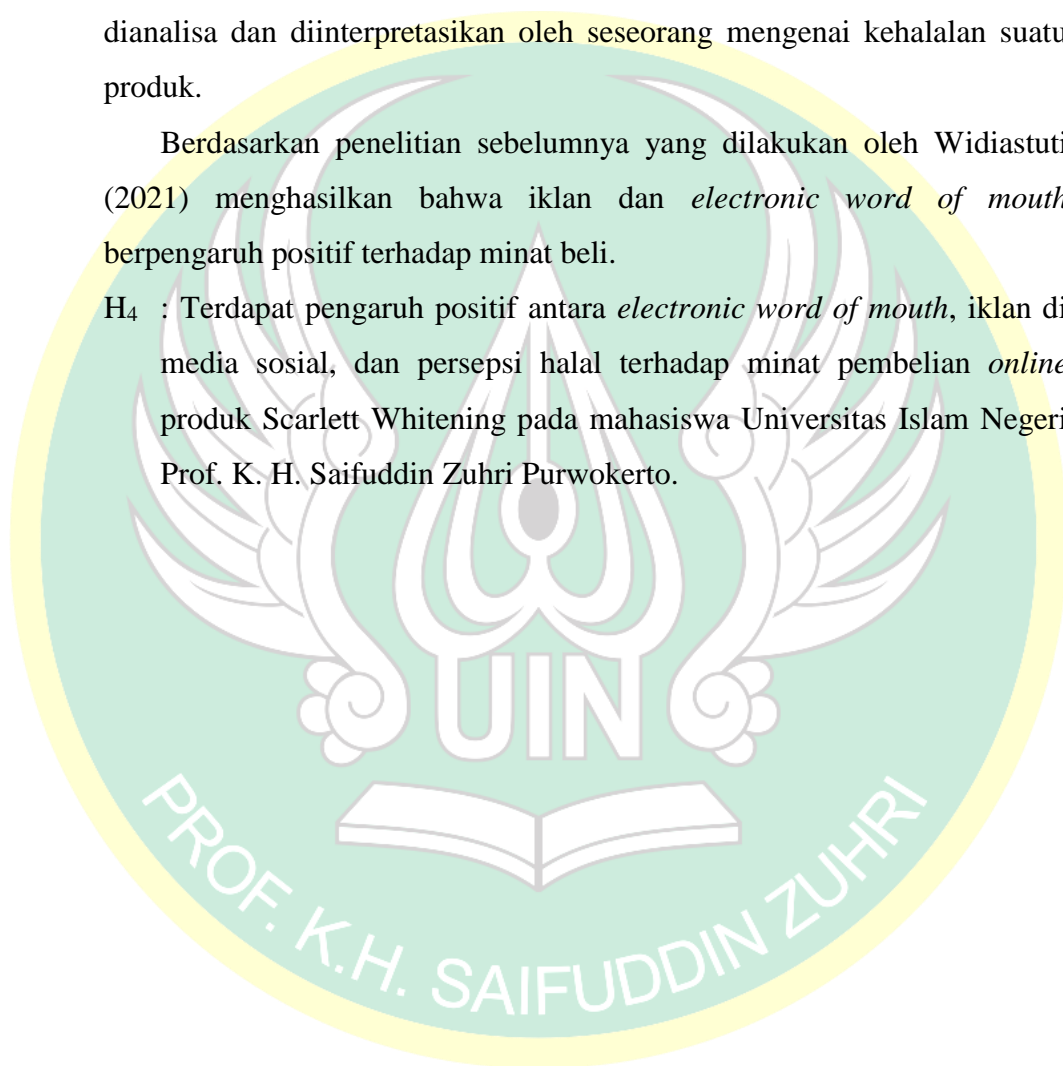 dianalisa dan diinterpretasikan oleh seseorang mengenai kehalalan suatu
produk.
Berdasarkan penelitian sebelumnya yang dilakukan oleh Widiastuti
(2021) menghasilkan bahwa iklan dan electronic word of mouth
berpengaruh positif terhadap minat beli.
H₄ : Terdapat pengaruh positif antara electronic word of mouth, iklan di
media sosial, dan persepsi halal terhadap minat pembelian online
produk Scarlett Whitening pada mahasiswa Universitas Islam Negeri
Prof. K. H. Saifuddin Zuhri Purwokerto.
UIN
PROF. K.H. SAIFUDDIN ZUHRI